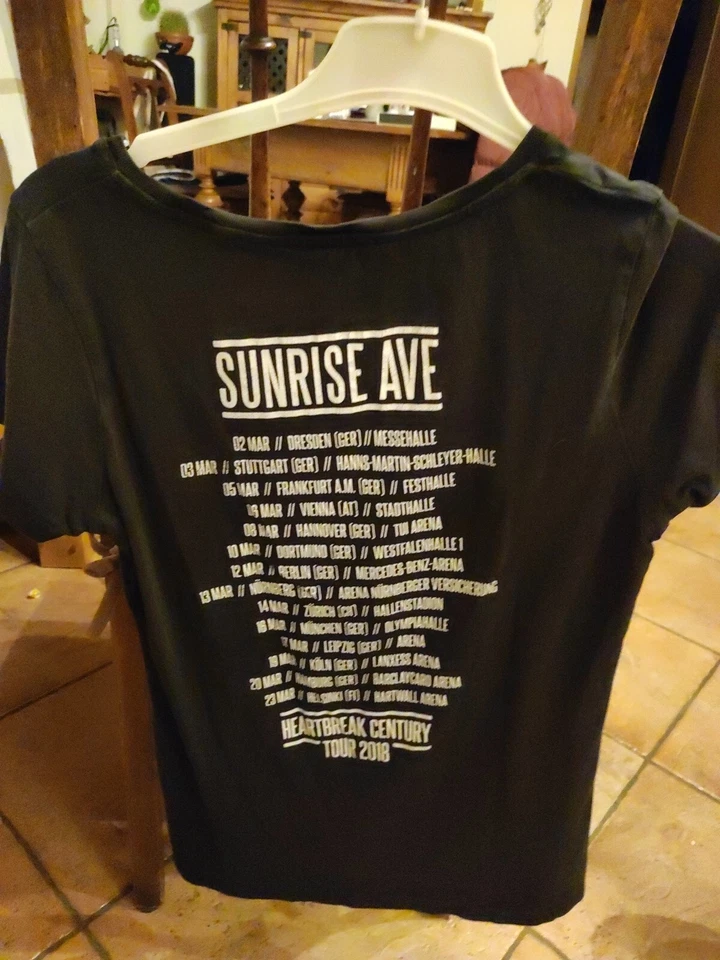 SUNRISE AVE
02 MAR // DRESDEN (GER) // MESSEHALLE
03 MAR // STUTTGART (GER) // HANNS-MARTIN-SCHLEYER-HALLE
05 MAR // FRANKFURT A.M. (GER) // FESTHALLE
MAR // VIENNA (AT) // STADTHALLE
09 MAR // HANNOVER (GER) // TUI ARENA
10 MAR // DORTMUND (GER) // WESTFALENHALLE 1
12 MAR // BERLIN (GER) // MERCEDES-BENZ-ARENA
13 MAR // NÜRNBERG (GER) // ARENA NÜRNBERGER VERSICHERUNG
14 MAR // ZÜRICH (CH) // HALLENSTADION
16 MAR // MÜNCHEN (GER) // OLYMPIAHALLE
17 MAR // LEIPZIG (GER) // ARENA
19 MAR // KÖLN (GER) // LANXESS ARENA
20 MAR // HAMBURG (GER) // BARCLAYCARD ARENA
23 MAR // HELSINKI (FI) // HARTWALL ARENA
HEARTBREAK CENTURY
TOUR 2018